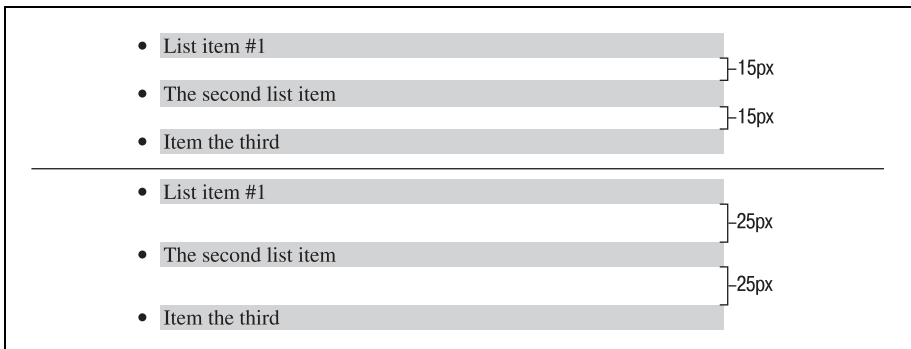 • List item #1
15px
• The second list item
15px
• Item the third
• List item #1
25px
• The second list item
25px
• Item the third